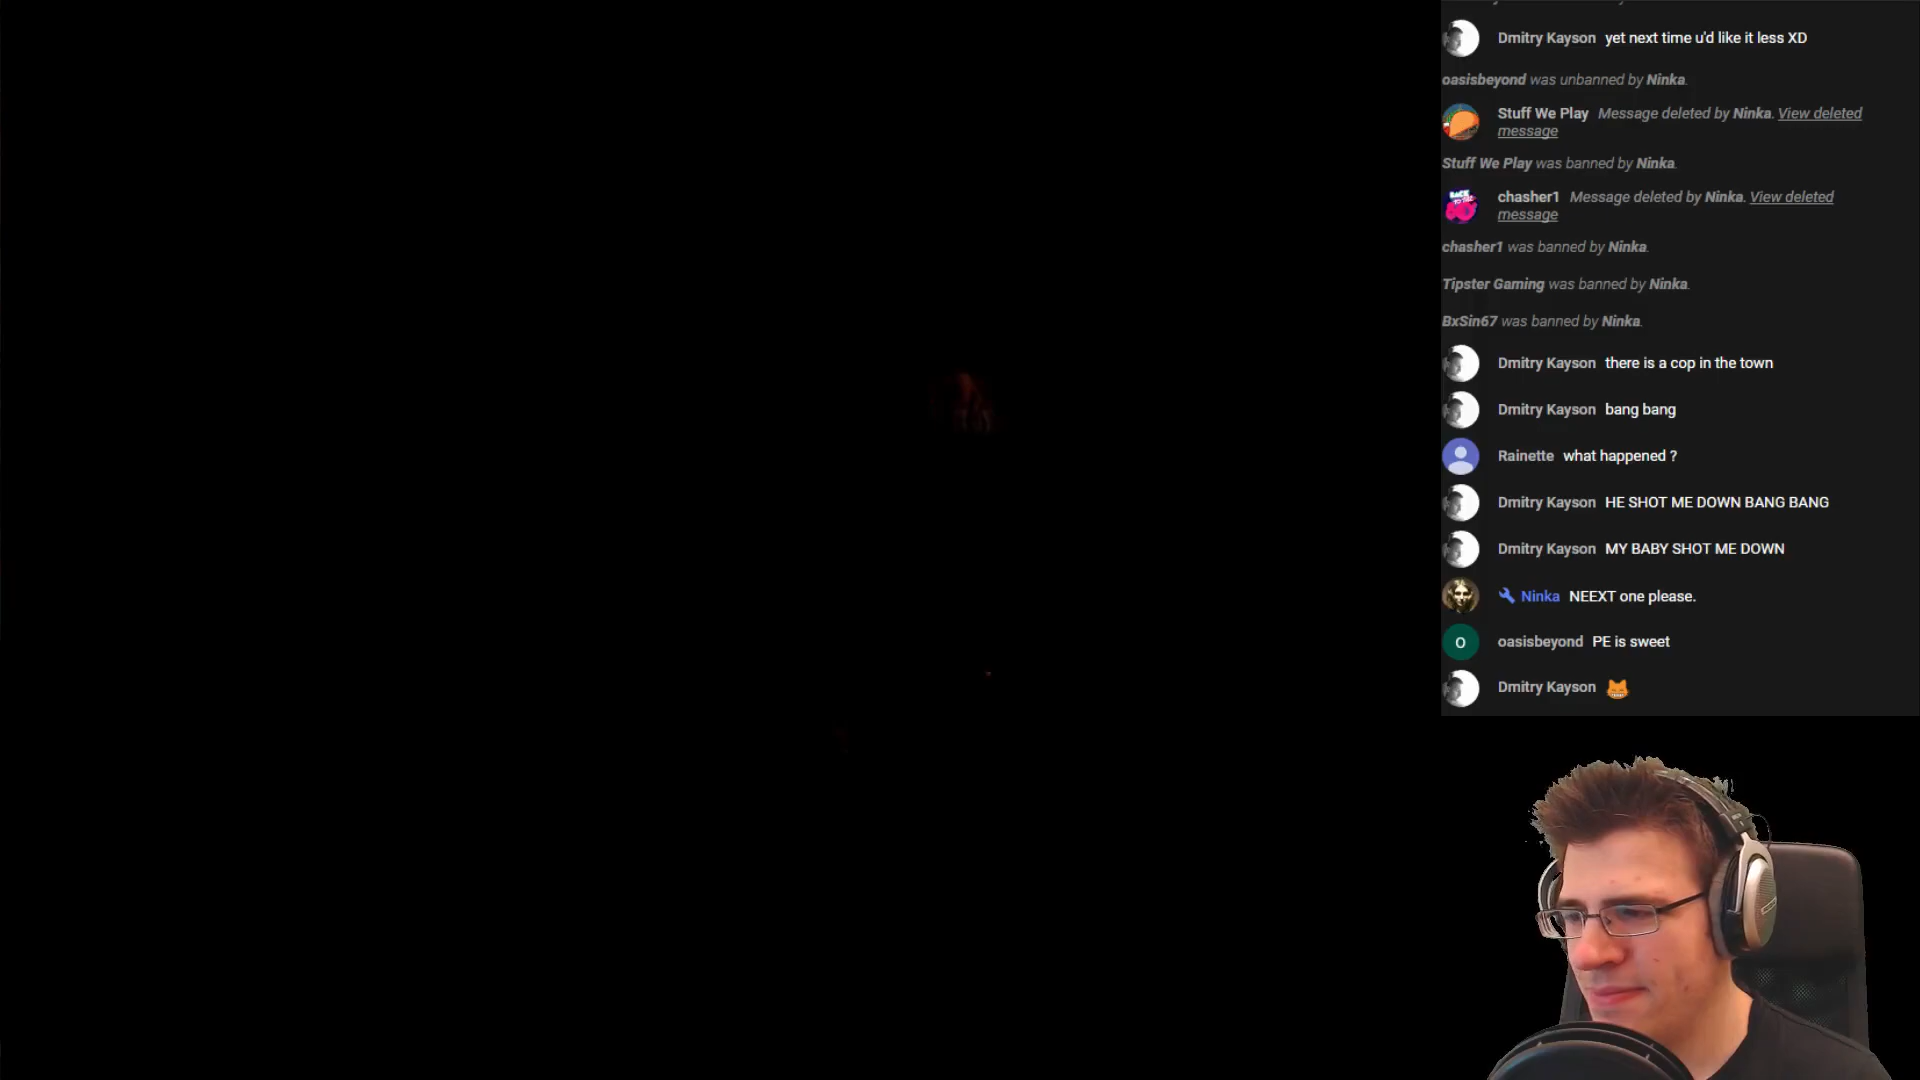 Dmitry Kayson yet next time u'd like it less XD
oasisbeyond was unbanned by Ninka.
Stuff We Play Message deleted by Ninka. View deleted
message
Stuff We Play was banned by Ninka.
BACK
TO THE
chasher1 Message deleted by Ninka. View deleted
message
chasher1 was banned by Ninka.
Tipster Gaming was banned by Ninka.
BxSin67 was banned by Ninka.
Dmitry Kayson there is a cop in the town
Dmitry Kayson bang bang
Rainette what happened ?
Dmitry Kayson HE SHOT ME DOWN BANG BANG
Dmitry Kayson MY BABY SHOT ME DOWN
Ninka NEEXT one please.
O oasisbeyond PE is sweet
Dmitry Kayson